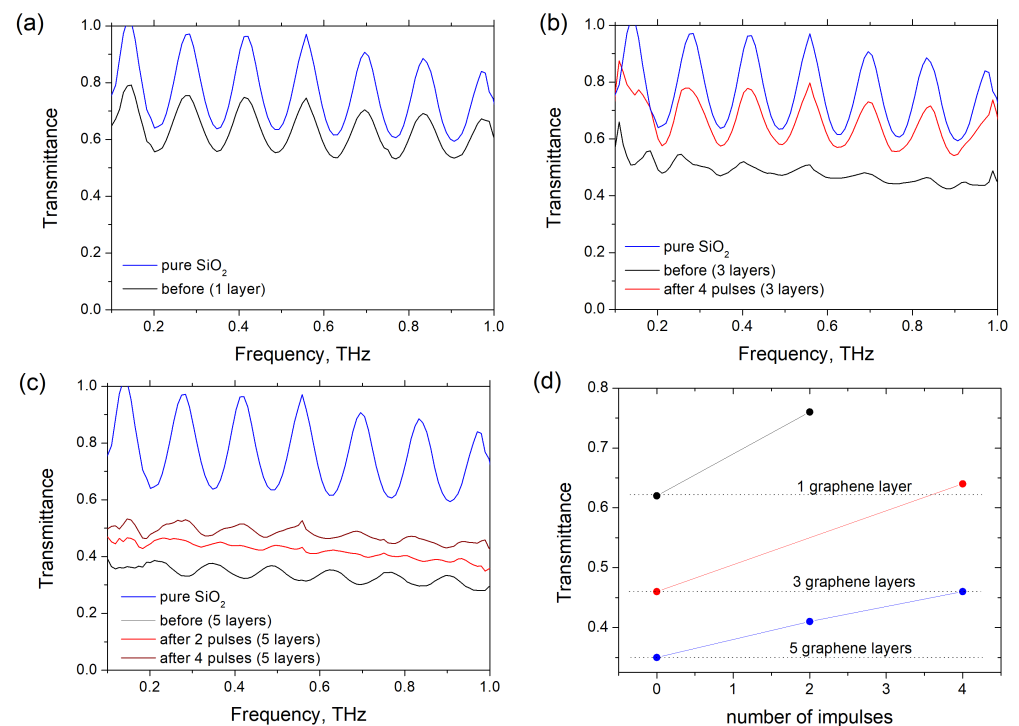 (a)
1.0
0.8
0.6
0.4
0.2
0.0
Transmittance
pure SiO₂
before (1 layer)
0.2 0.4 0.6 0.8 1.0
Frequency, THz
(b)
1.0
0.8
0.6
0.4
0.2
0.0
Transmittance
pure SiO₂
before (3 layers)
after 4 pulses (3 layers)
0.2 0.4 0.6 0.8 1.0
Frequency, THz
(c)
1.0
0.8
0.6
0.4
0.2
0.0
Transmittance
pure SiO₂
before (5 layers)
after 2 pulses (5 layers)
after 4 pulses (5 layers)
0.2 0.4 0.6 0.8 1.0
Frequency, THz
(d)
0.8
0.7
0.6
0.5
0.4
Transmittance
1 graphene layer
3 graphene layers
5 graphene layers
0 1 2 3 4
number of impulses